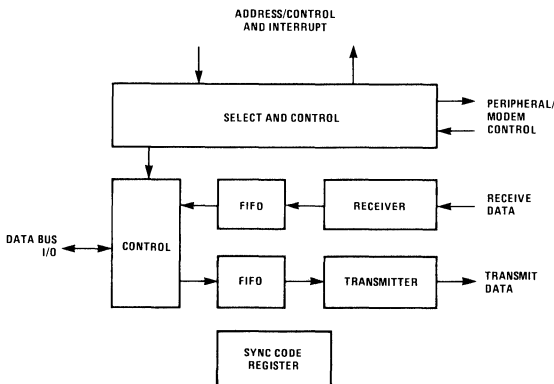 ADDRESS/CONTROL
AND INTERRUPT
SELECT AND CONTROL
PERIPHERAL/
MODEM
CONTROL
FIFO
RECEIVER
RECEIVE
DATA
DATA BUS
I/O
CONTROL
FIFO
TRANSMITTER
TRANSMIT
DATA
SYNC CODE
REGISTER